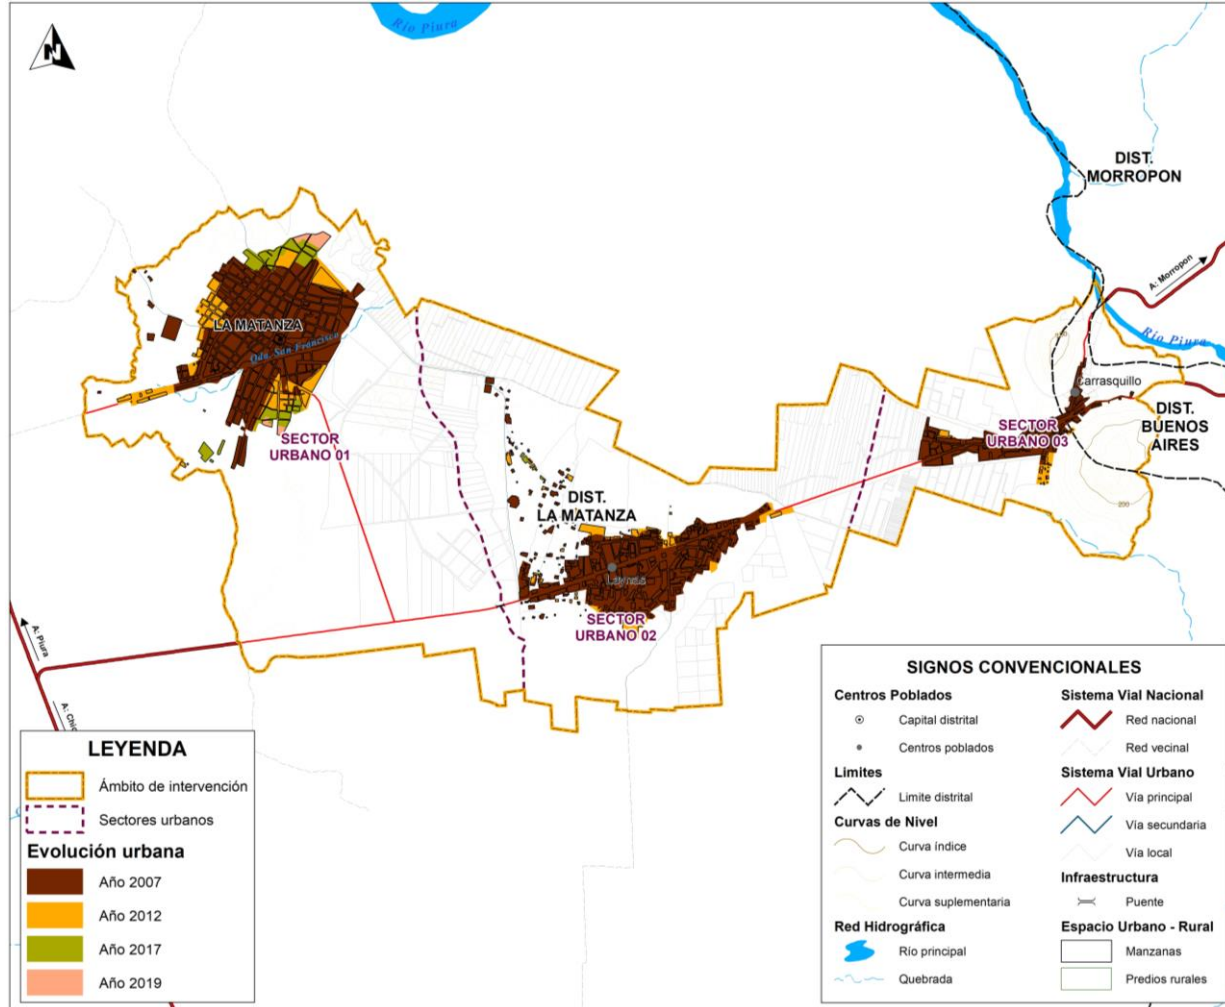 N
Río Piura
DIST.
MORROPON
A: Morropon
Río Piura
LA MATANZA
Qda. San Francisco
Carrasquillo
SECTOR
URBANO 03
DIST.
BUENOS
AIRES
SECTOR
URBANO 01
200
DIST.
LA MATANZA
Laynas
SECTOR
URBANO 02
A: Piura
LEYENDA
Ámbito de intervención
Sectores urbanos
Evolución urbana
Año 2007
Año 2012
Año 2017
Año 2019
SIGNOS CONVENCIONALES
Centros Poblados
Capital distrital
Centros poblados
Limites
Limite distrital
Curvas de Nivel
Curva índice
Curva intermedia
Curva suplementaria
Red Hidrográfica
Río principal
Quebrada
Sistema Vial Nacional
Red nacional
Red vecinal
Sistema Vial Urbano
Vía principal
Vía secundaria
Vía local
Infraestructura
Puente
Espacio Urbano - Rural
Manzanas
Predios rurales